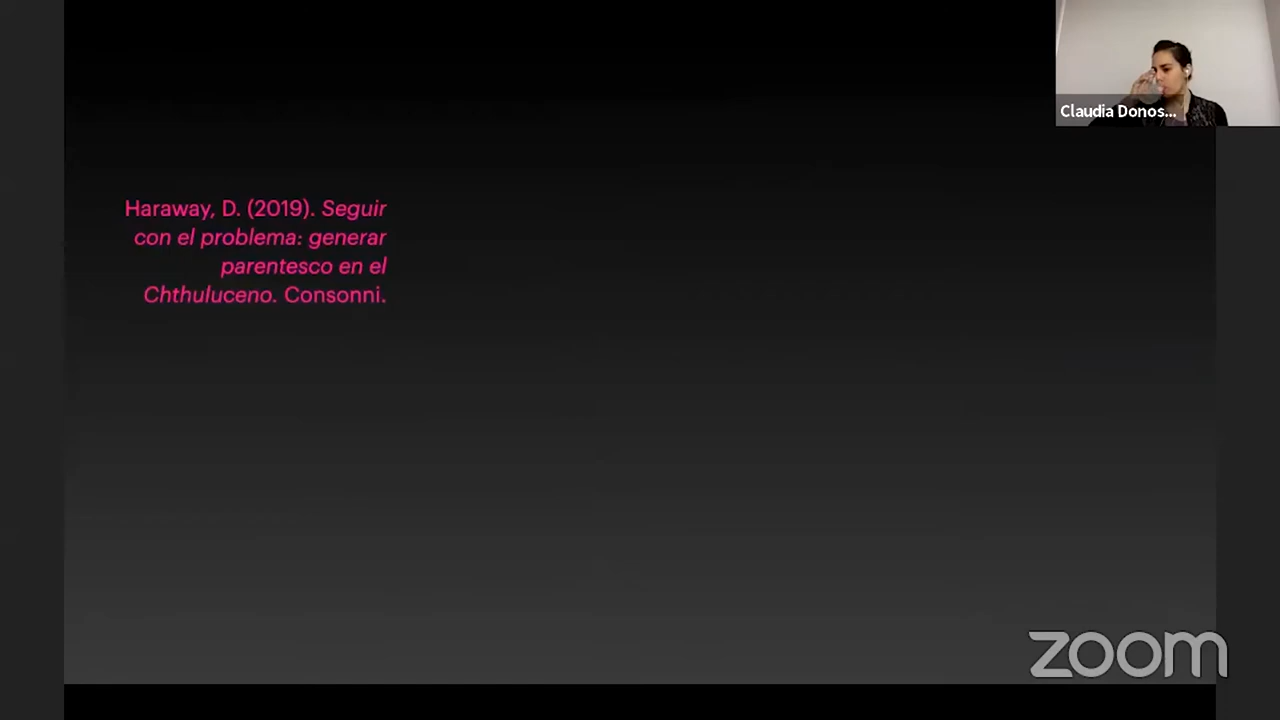 Claudia Donos...
Haraway, D. (2019). Seguir
con el problema: generar
parentesco en el
Chthuluceno. Consonni.
zoom